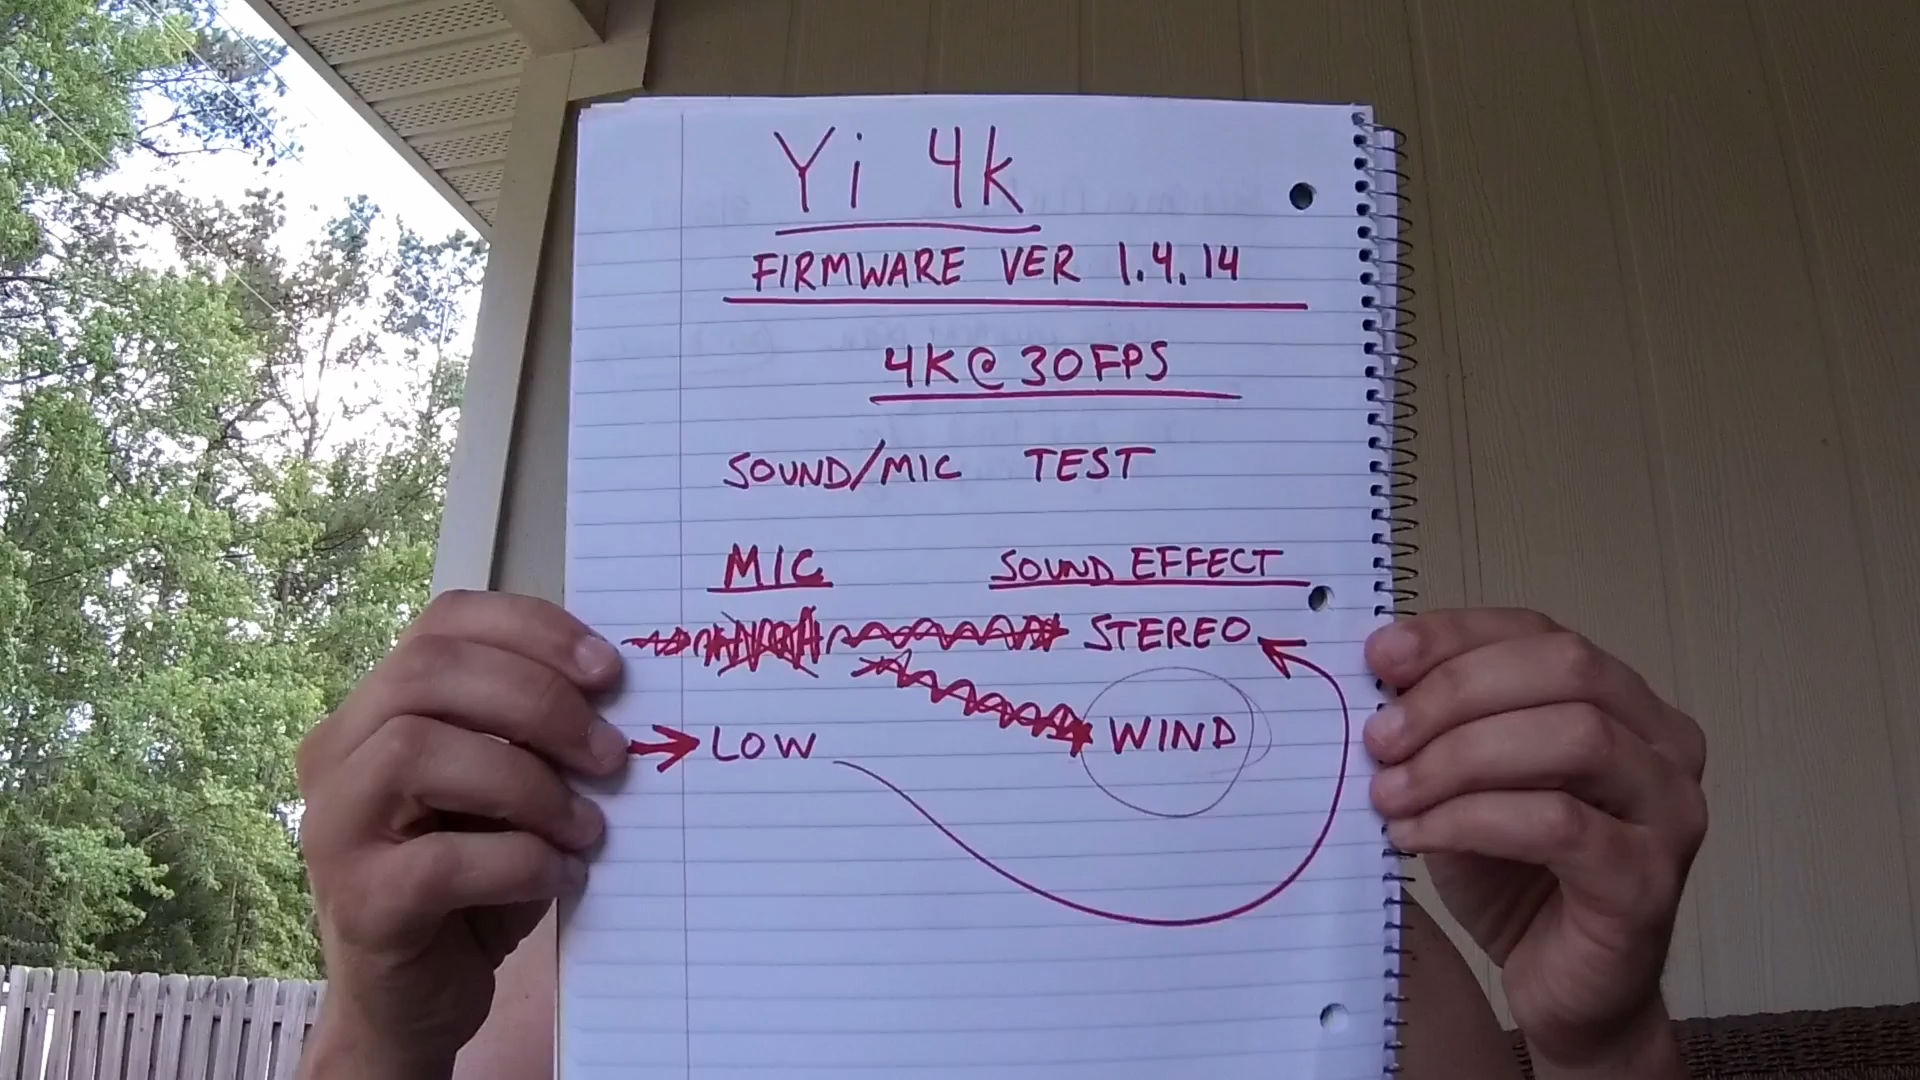 Yi 4k
FIRMWARE VER 1.4.14
4K@30FPS
SOUND/MIC TEST
MIC SOUND EFFECT
STEREO
LOW WIND